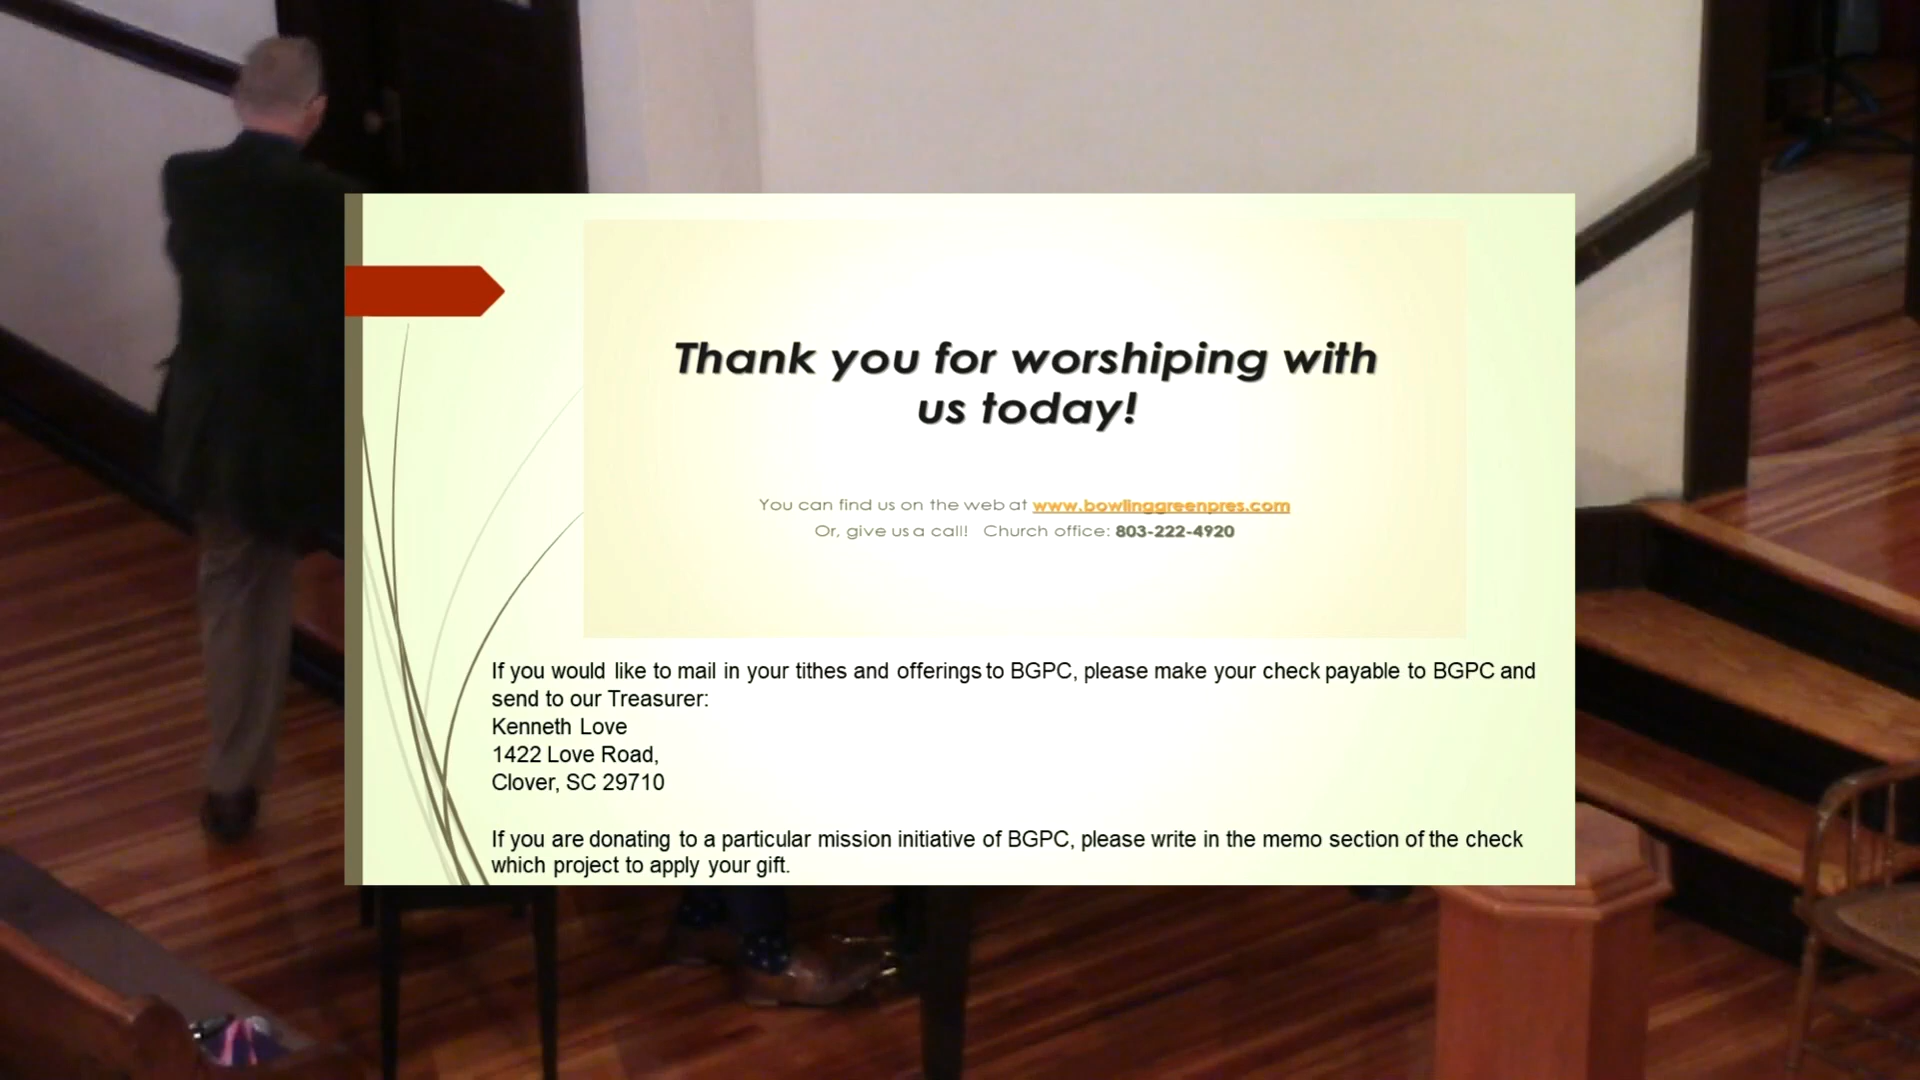 Thank you for worshiping with
us today!
You can find us on the web at www.bowlinggreenpres.com
Or, give us a call! Church office: 803-222-4920
If you would like to mail in your tithes and offerings to BGPC, please make your check payable to BGPC and
send to our Treasurer:
Kenneth Love
1422 Love Road,
Clover, SC 29710
If you are donating to a particular mission initiative of BGPC, please write in the memo section of the check
which project to apply your gift.